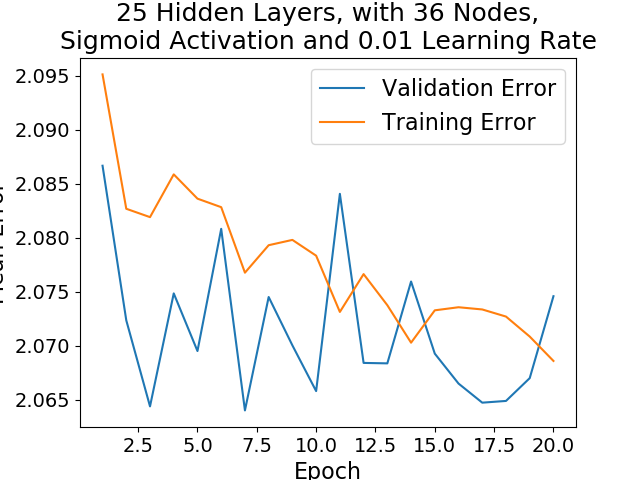 25 Hidden Layers, with 36 Nodes,
Sigmoid Activation and 0.01 Learning Rate
Validation Error
Training Error
2.095
2.090
2.085
2.080
2.075
2.070
2.065
2.5 5.0 7.5 10.0 12.5 15.0 17.5 20.0
Epoch